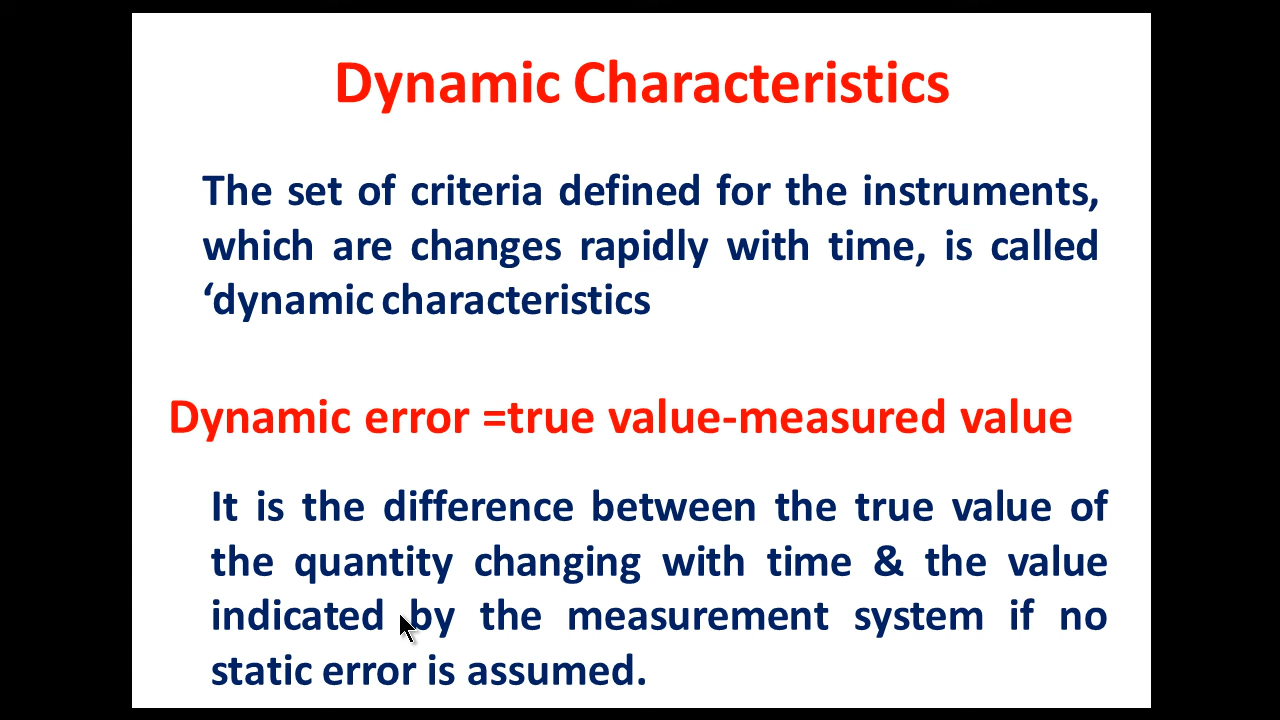 Dynamic Characteristics
The set of criteria defined for the instruments,
which are changes rapidly with time, is called
‘dynamic characteristics
Dynamic error =true value-measured value
It is the difference between the true value of
the quantity changing with time & the value
indicated by the measurement system if no
static error is assumed.